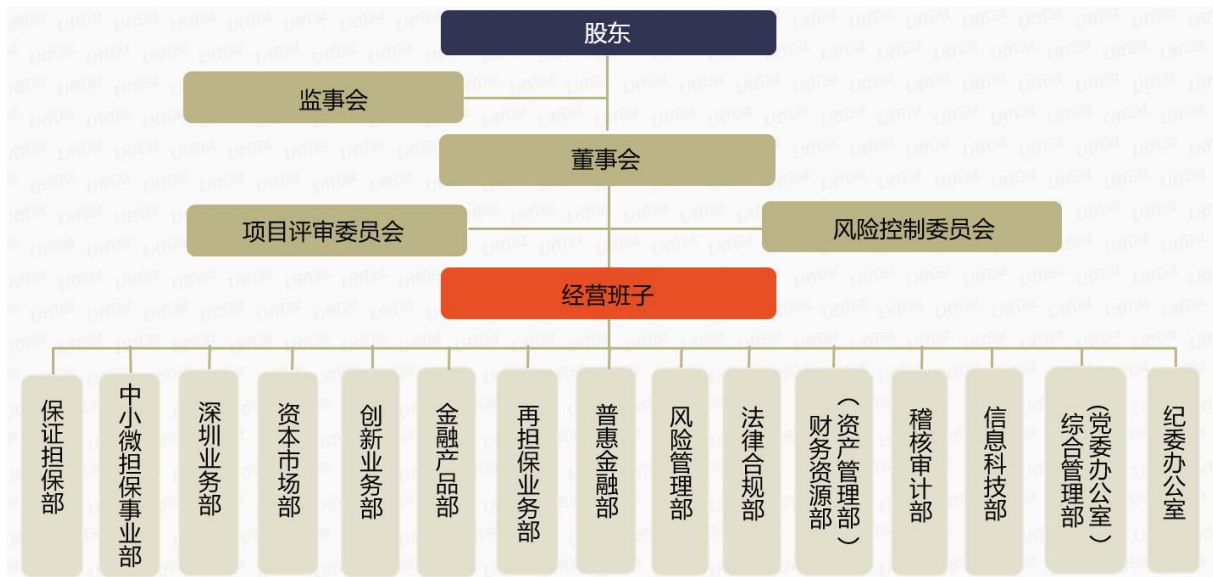 股东
监事会
董事会
项目评审委员会
风险控制委员会
经营班子
保证担保部
中小微担保事业部
深圳业务部
资本市场部
创新业务部
金融产品部
再担保业务部
普惠金融部
风险管理部
法律合规部
财务资源部
（资产管理部）
稽核审计部
信息科技部
综合管理部
(党委办公室）
纪委办公室